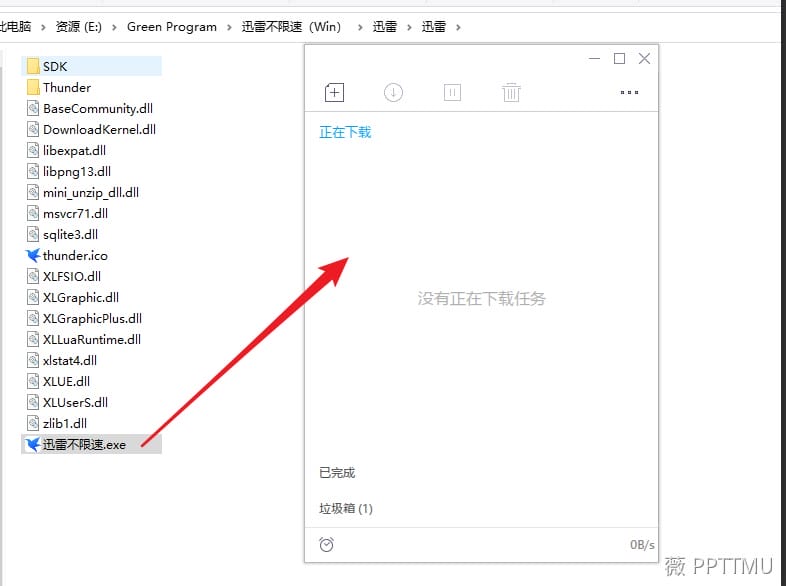 此电脑 > 资源 (E:) > Green Program > 迅雷不限速（Win） > 迅雷 > 迅雷 >
SDK
Thunder
BaseCommunity.dll
DownloadKernel.dll
libexpat.dll
libpng13.dll
mini_unzip_dll.dll
msvcr71.dll
sqlite3.dll
thunder.ico
XLFSIO.dll
XLGraphic.dll
XLGraphicPlus.dll
XLLuaRuntime.dll
xlstat4.dll
XLUE.dll
XLUserS.dll
zlib1.dll
迅雷不限速.exe
正在下载
没有正在下载任务
已完成
垃圾箱 (1)
0B/s
薇 PPTTMU